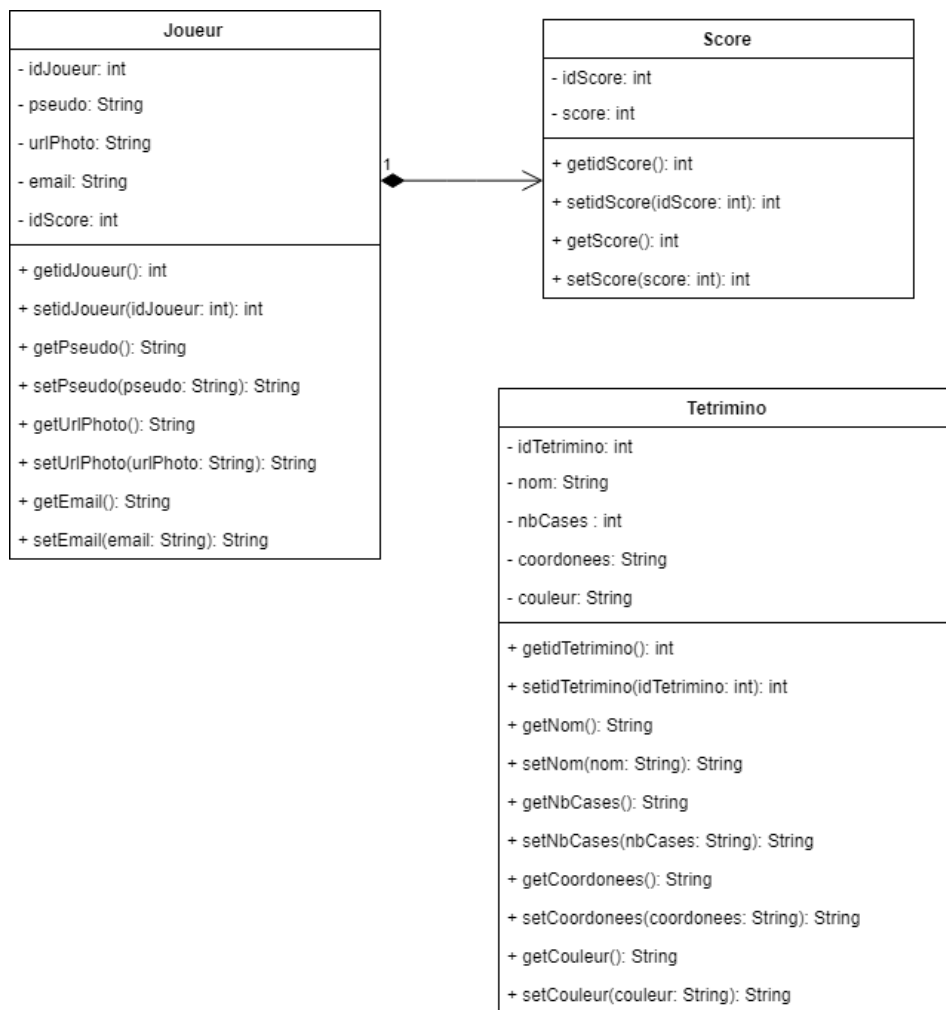 Joueur
- idJoueur: int
- pseudo: String
- urlPhoto: String
- email: String
- idScore: int
+ getidJoueur(): int
+ setidJoueur(idJoueur: int): int
+ getPseudo(): String
+ setPseudo(pseudo: String): String
+ getUrlPhoto(): String
+ setUrlPhoto(urlPhoto: String): String
+ getEmail(): String
+ setEmail(email: String): String
1
Score
- idScore: int
- score: int
+ getidScore(): int
+ setidScore(idScore: int): int
+ getScore(): int
+ setScore(score: int): int
Tetrimino
- idTetrimino: int
- nom: String
- nbCases : int
- coordonees: String
- couleur: String
+ getidTetrimino(): int
+ setidTetrimino(idTetrimino: int): int
+ getNom(): String
+ setNom(nom: String): String
+ getNbCases(): String
+ setNbCases(nbCases: String): String
+ getCoordonees(): String
+ setCoordonees(coordonees: String): String
+ getCouleur(): String
+ setCouleur(couleur: String): String